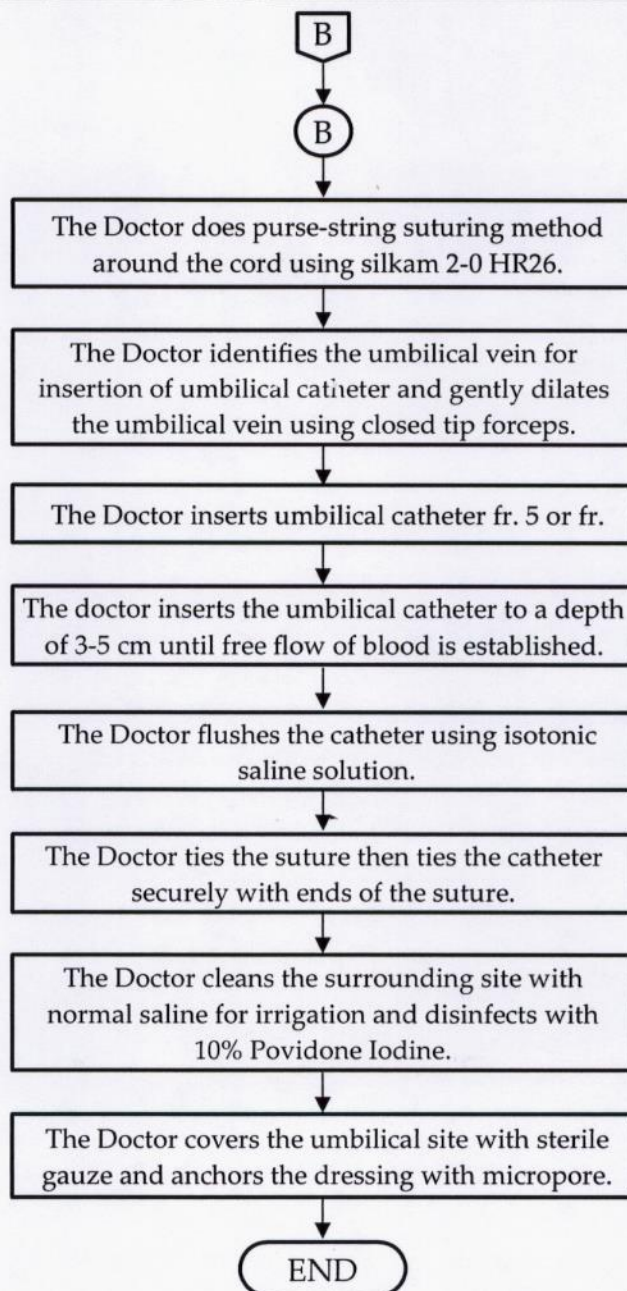 B
B
The Doctor does purse-string suturing method
around the cord using silkam 2-0 HR26.
The Doctor identifies the umbilical vein for
insertion of umbilical catheter and gently dilates
the umbilical vein using closed tip forceps.
The Doctor inserts umbilical catheter fr. 5 or fr.
The doctor inserts the umbilical catheter to a depth
of 3-5 cm until free flow of blood is established.
The Doctor flushes the catheter using isotonic
saline solution.
The Doctor ties the suture then ties the catheter
securely with ends of the suture.
The Doctor cleans the surrounding site with
normal saline for irrigation and disinfects with
10% Povidone Iodine.
The Doctor covers the umbilical site with sterile
gauze and anchors the dressing with micropore.
END